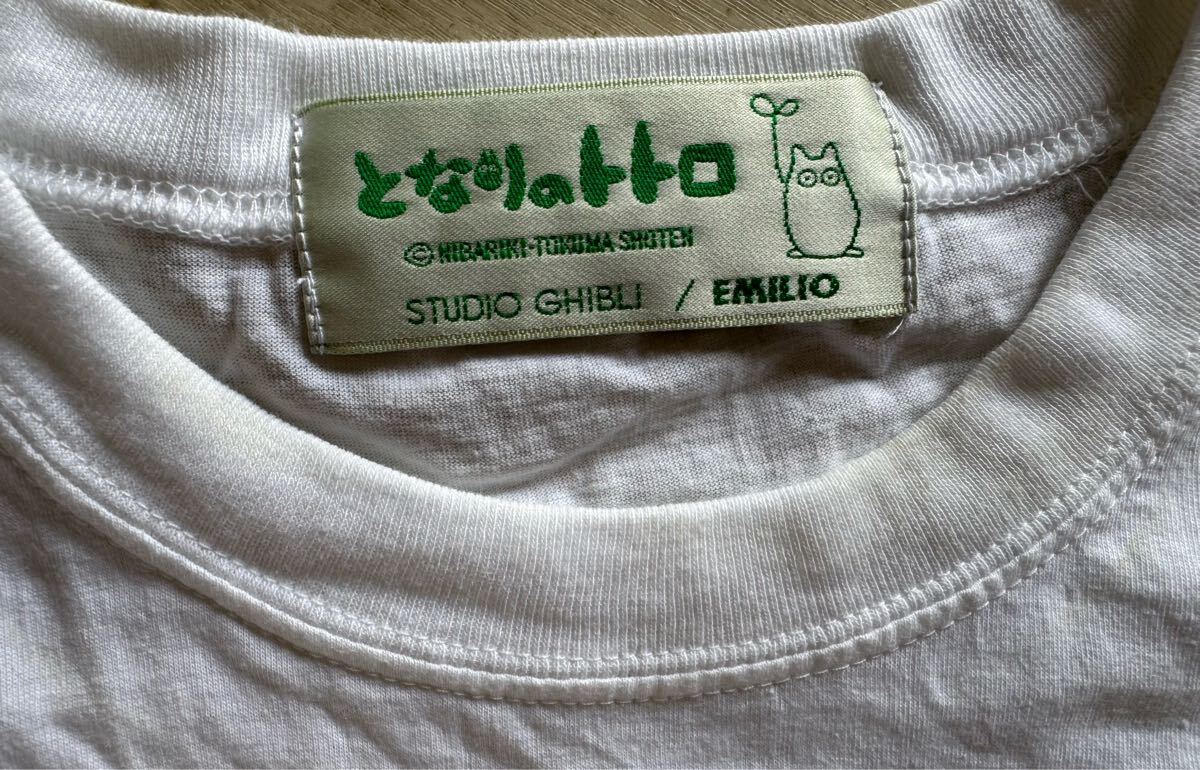 となりのトトロ
© NIBARIKI-TOKUMA SHOTEN
STUDIO GHIBLI / EMILIO